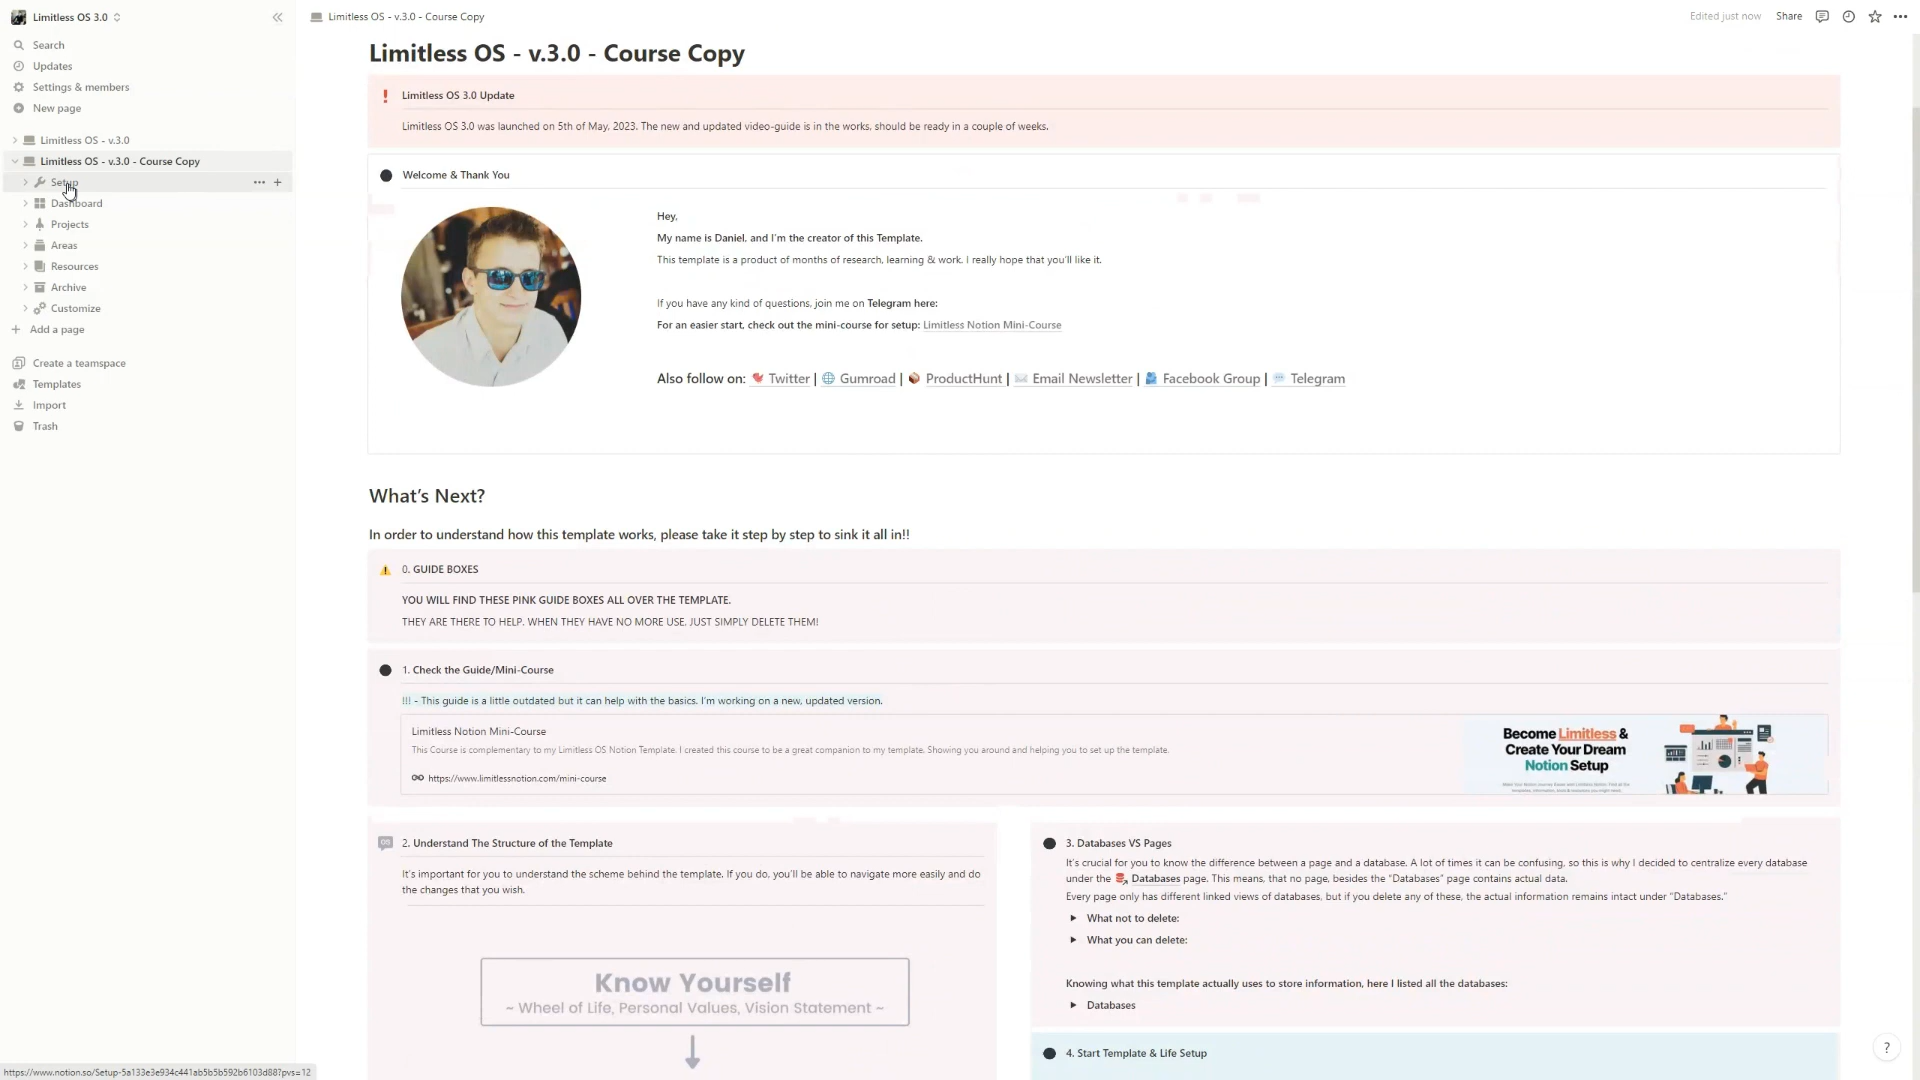 Limitless OS 3.0
Limitless OS - v.3.0 - Course Copy
Edited just now
Share
Search
Updates
Settings & members
New page
Limitless OS - v.3.0
Limitless OS - v.3.0 - Course Copy
Setup
Dashboard
Projects
Areas
Resources
Archive
Customize
Add a page
Create a teamspace
Templates
Import
Trash
Limitless OS - v.3.0 - Course Copy
Limitless OS 3.0 Update
Limitless OS 3.0 was launched on 5th of May, 2023. The new and updated video-guide is in the works, should be ready in a couple of weeks.
Welcome & Thank You
Hey,
My name is Daniel, and I'm the creator of this Template.
This template is a product of months of research, learning & work. I really hope that you'll like it.
If you have any kind of questions, join me on Telegram here:
For an easier start, check out the mini-course for setup: Limitless Notion Mini-Course
Also follow on: Twitter | Gumroad | ProductHunt | Email Newsletter | Facebook Group | Telegram
What's Next?
In order to understand how this template works, please take it step by step to sink it all in!!
0. GUIDE BOXES
YOU WILL FIND THESE PINK GUIDE BOXES ALL OVER THE TEMPLATE.
THEY ARE THERE TO HELP. WHEN THEY HAVE NO MORE USE. JUST SIMPLY DELETE THEM!
1. Check the Guide/Mini-Course
!!! - This guide is a little outdated but it can help with the basics. I'm working on a new, updated version.
Limitless Notion Mini-Course
This Course is complementary to my Limitless OS Notion Template. I created this course to be a great companion to my template. Showing you around and helping you to set up the template.
https://www.limitlessnotion.com/mini-course
Become Limitless &
Create Your Dream
Notion Setup
2. Understand The Structure of the Template
It's important for you to understand the scheme behind the template. If you do, you'll be able to navigate more easily and do
the changes that you wish.
Know Yourself
~ Wheel of Life, Personal Values, Vision Statement ~
3. Databases VS Pages
It's crucial for you to know the difference between a page and a database. A lot of times it can be confusing, so this is why I decided to centralize every database
under the Databases page. This means, that no page, besides the "Databases" page contains actual data.
Every page only has different linked views of databases, but if you delete any of these, the actual information remains intact under "Databases."
What not to delete:
What you can delete:
Knowing what this template actually uses to store information, here I listed all the databases:
Databases
4. Start Template & Life Setup
?
https://www.notion.so/Setup-5a133e3e934c441ab5b5b592b6103d88?pvs=12